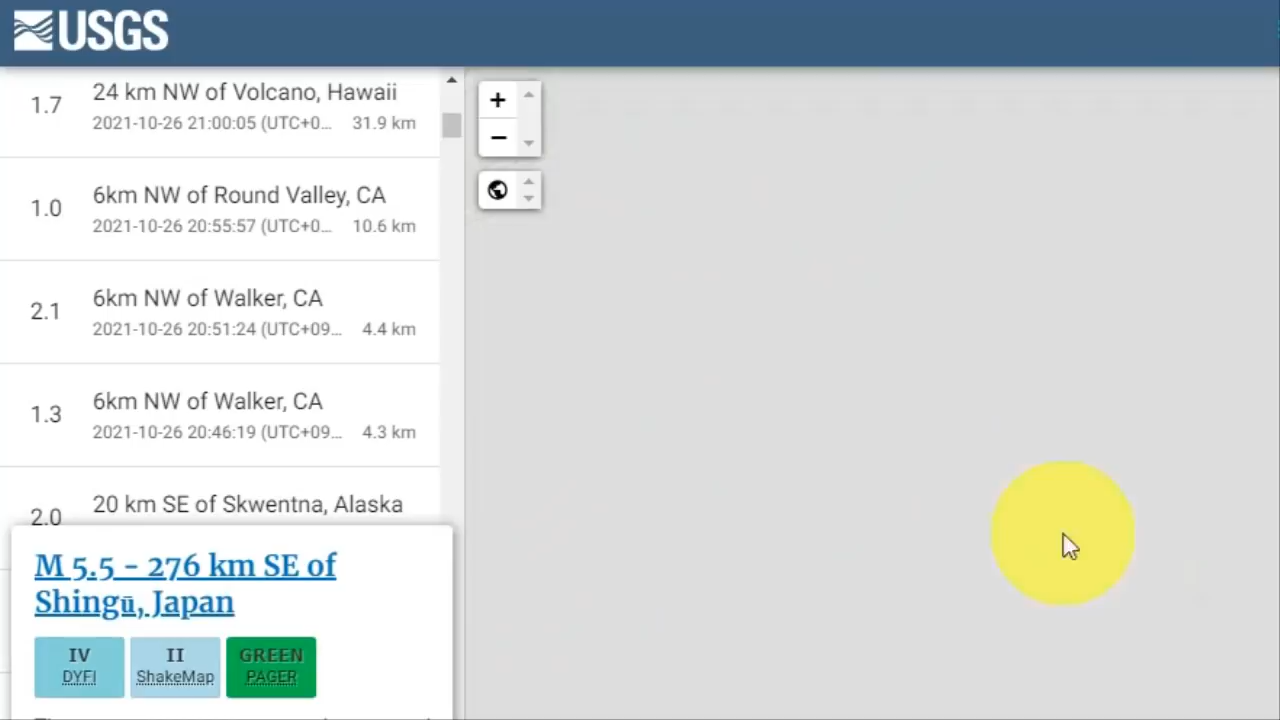 USGS
1.7
24 km NW of Volcano, Hawaii
2021-10-26 21:00:05 (UTC+0... 31.9 km
1.0
6km NW of Round Valley, CA
2021-10-26 20:55:57 (UTC+0... 10.6 km
2.1
6km NW of Walker, CA
2021-10-26 20:51:24 (UTC+09... 4.4 km
1.3
6km NW of Walker, CA
2021-10-26 20:46:19 (UTC+09... 4.3 km
2.0
20 km SE of Skwentna, Alaska
M 5.5 - 276 km SE of
Shingū, Japan
IV
DYFI
II
ShakeMap
GREEN
PAGER
+
−